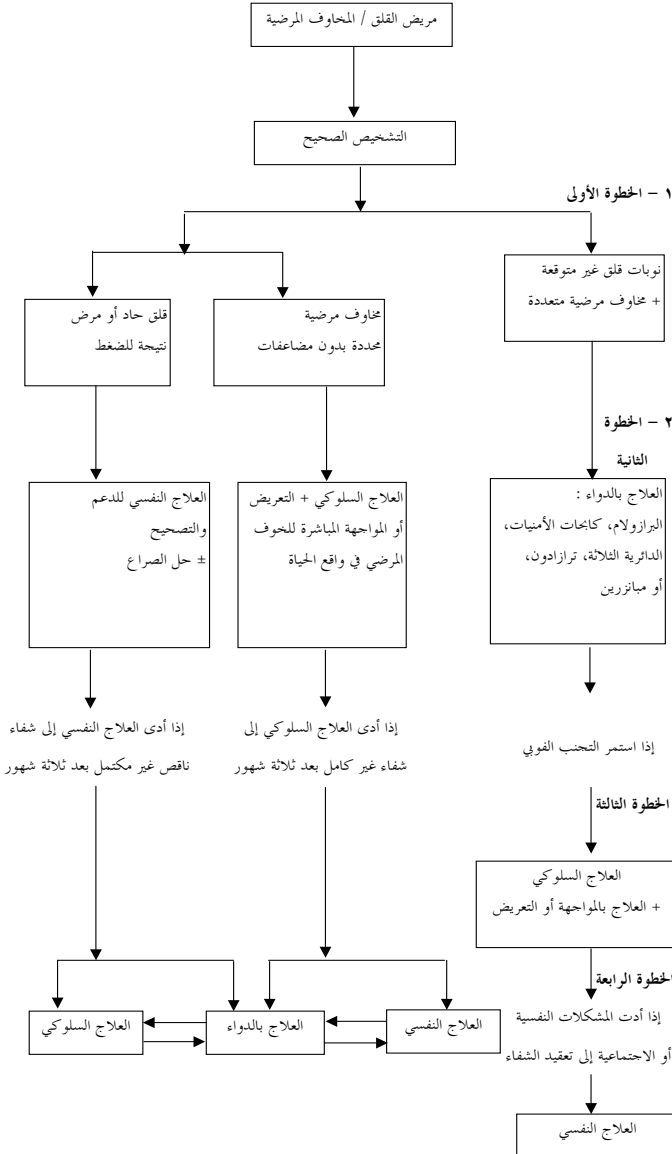 مريض القلق / المخاوف المرضية
التشخيص الصحيح
١ – الخطوة الأولى
نوبات قلق غير متوقعة
+ مخاوف مرضية متعددة
مخاوف مرضية
محددة بدون مضاعفات
قلق حاد أو مرض
نتيجة للضغط
٢ – الخطوة
الثانية
العلاج بالدواء :
البرازولام، كابحات الأمنيات،
الدائرية الثلاثة، ترازادون،
أو مبانزرين
العلاج السلوكي + التعريض
أو المواجهة المباشرة للخوف
المرضي في واقع الحياة
العلاج النفسي للدعم
والتصحيح
± حل الصراع
إذا استمر التجنب الفوبي
إذا أدى العلاج السلوكي إلى
شفاء غير كامل بعد ثلاثة شهور
إذا أدى العلاج النفسي إلى شفاء
ناقص غير مكتمل بعد ثلاثة شهور
الخطوة الثالثة
العلاج السلوكي
+ العلاج بالمواجهة أو التعريض
الخطوة الرابعة
إذا أدت المشكلات النفسية
أو الاجتماعية إلى تعقيد الشفاء
العلاج النفسي
العلاج بالدواء
العلاج السلوكي
العلاج النفسي